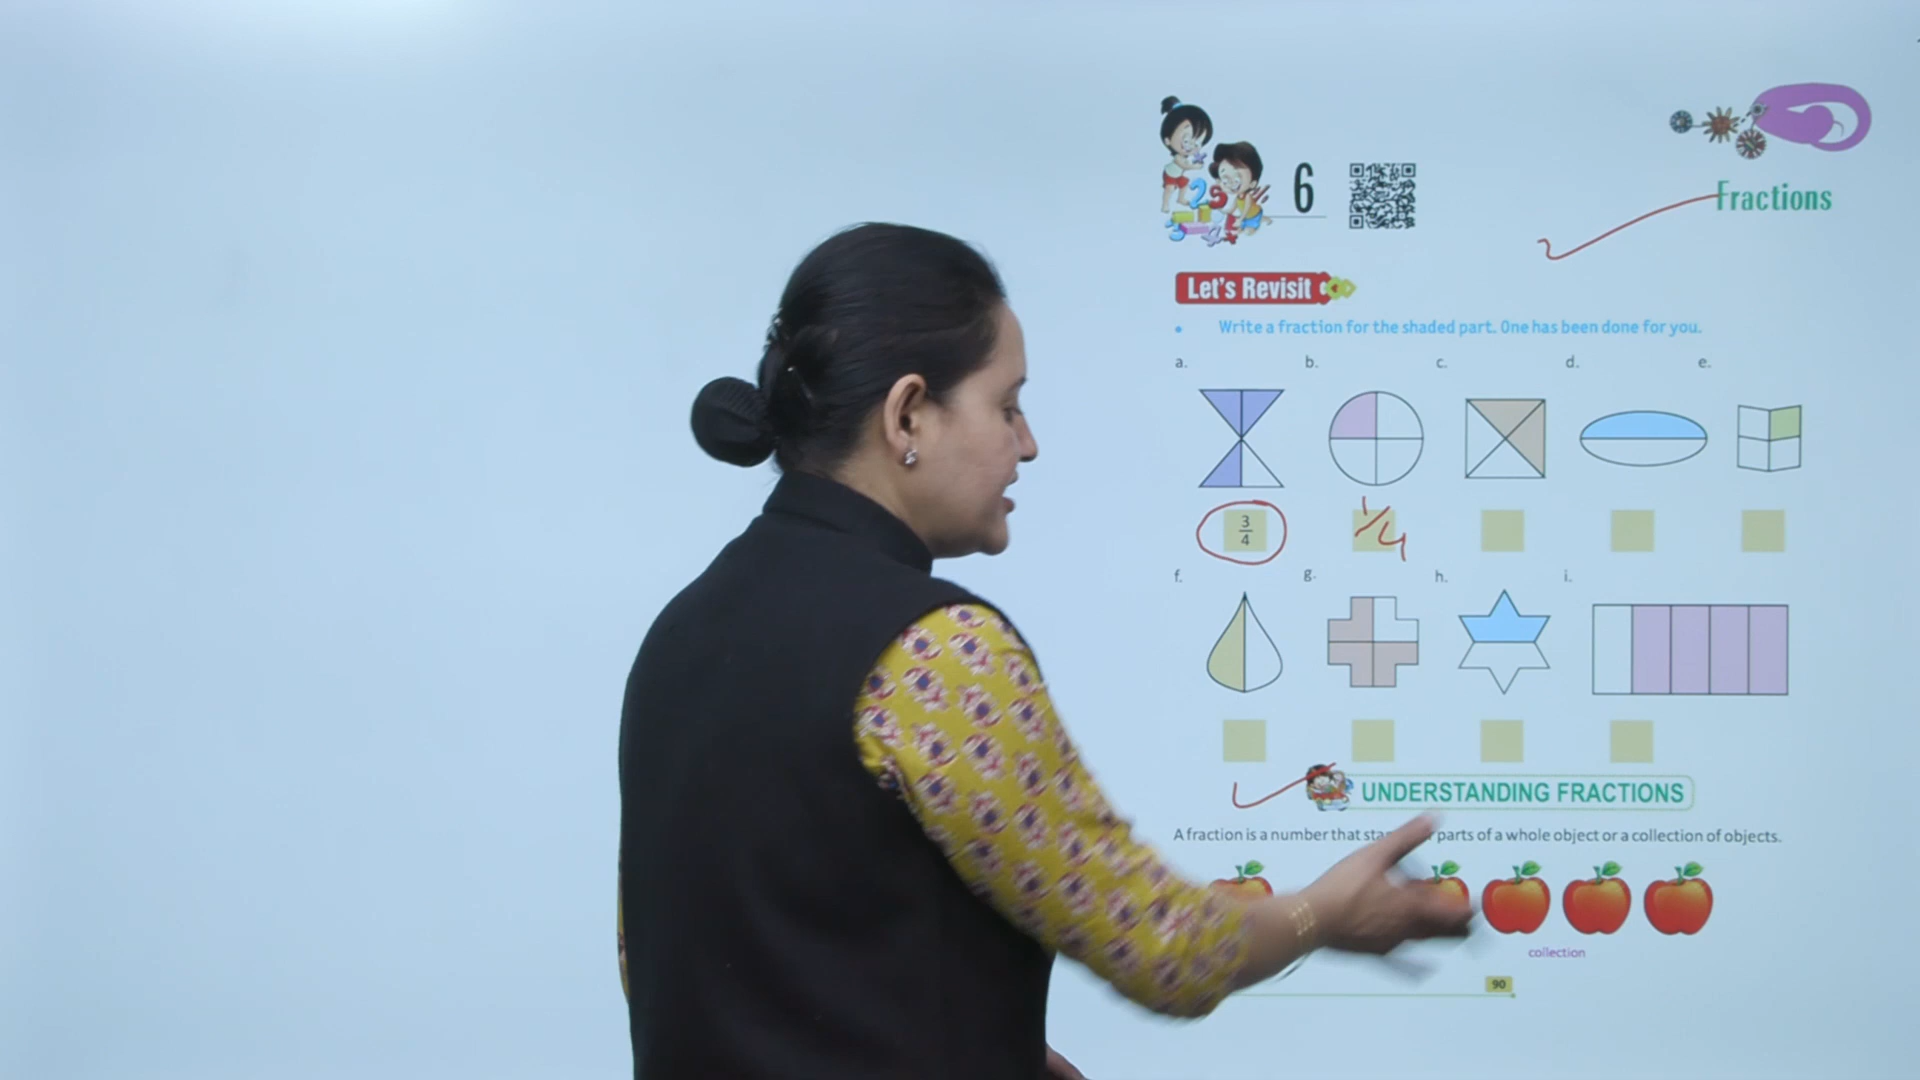 6
Fractions
Let's Revisit
• Write a fraction for the shaded part. One has been done for you.
a. b. c. d. e.
3/4 1/4
f. g. h. i.
UNDERSTANDING FRACTIONS
A fraction is a number that parts of a whole object or a collection of objects.
collection
90